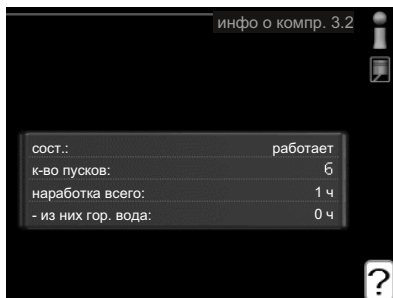 инфо о компр. 3.2
сост.: работает
к-во пусков: 6
наработка всего: 1 ч
- из них гор. вода: 0 ч
?